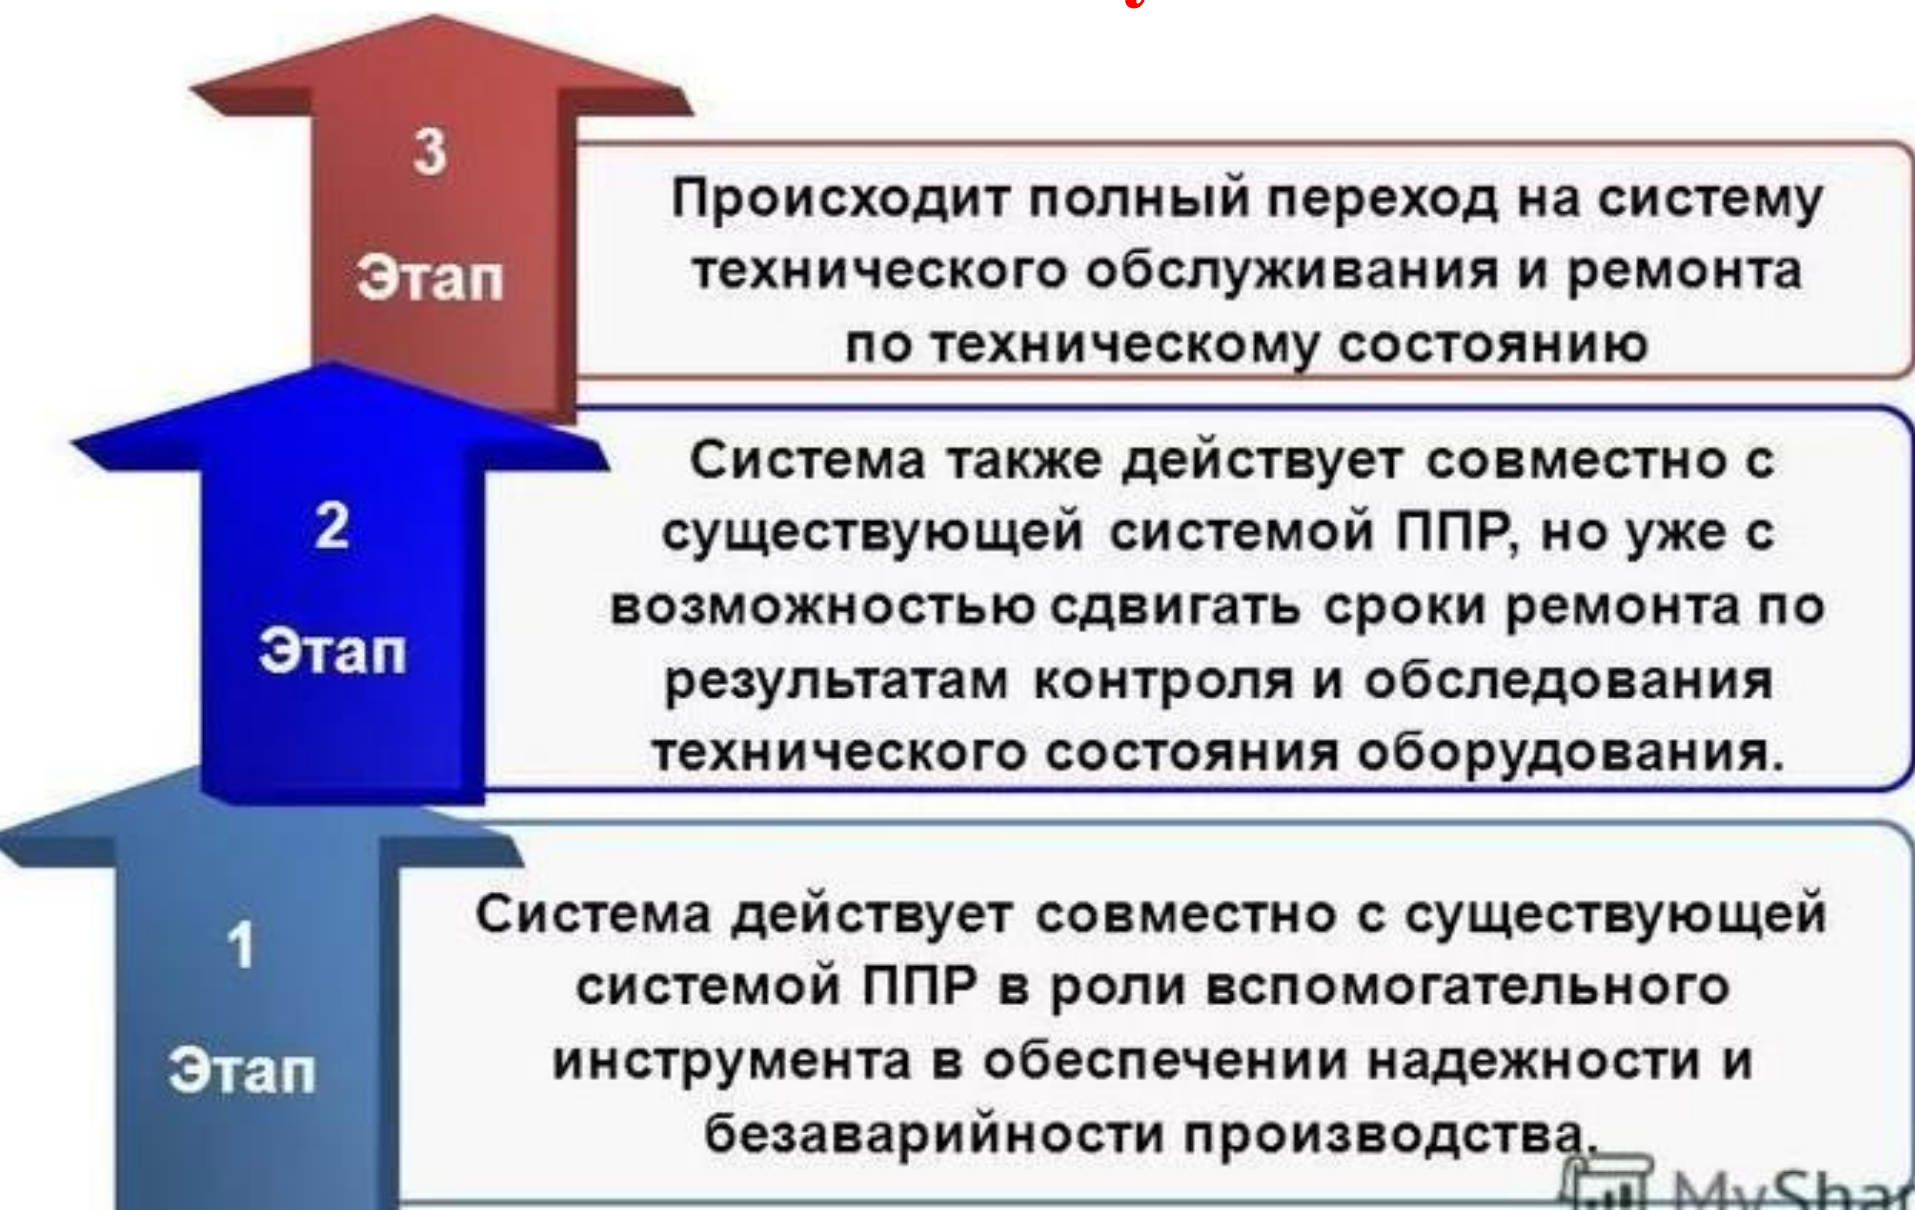 3
Этап
Происходит полный переход на систему
технического обслуживания и ремонта
по техническому состоянию
2
Этап
Система также действует совместно с
существующей системой ППР, но уже с
возможностью сдвигать сроки ремонта по
результатам контроля и обследования
технического состояния оборудования.
1
Этап
Система действует совместно с существующей
системой ППР в роли вспомогательного
инструмента в обеспечении надежности и
безаварийности производства.